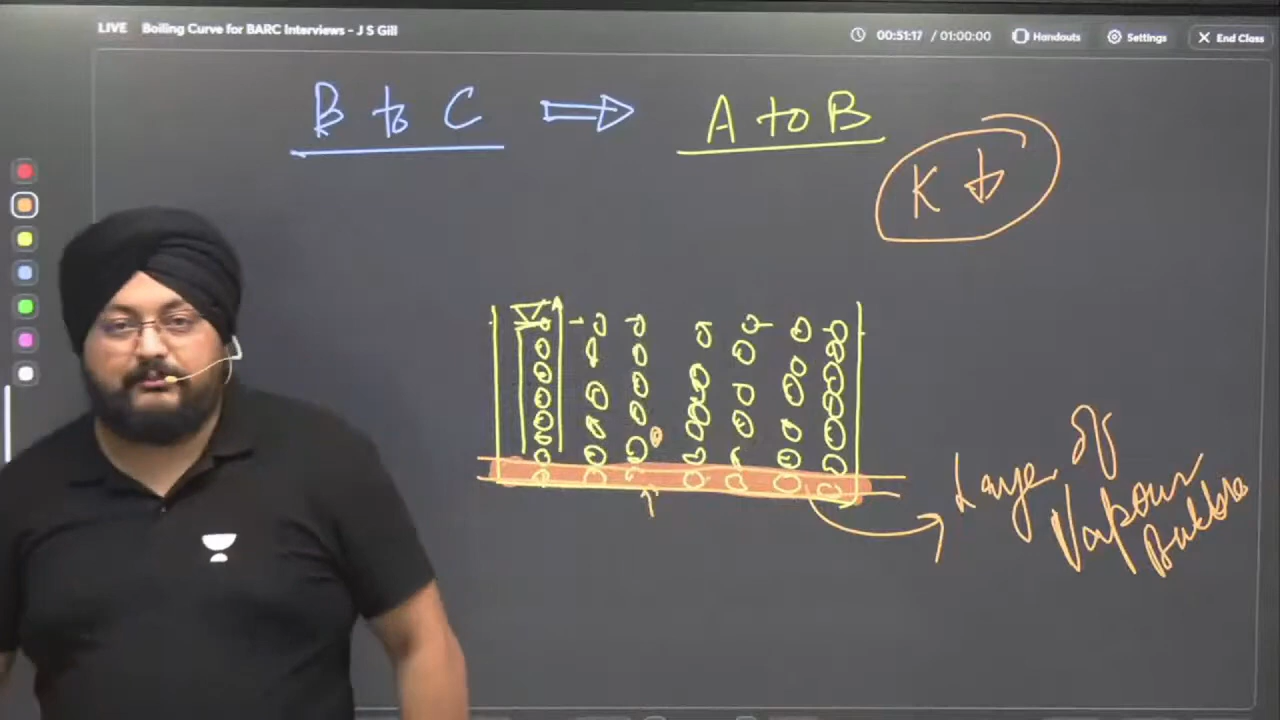 LIVE Boiling Curve for BARC Interviews - J S Gill
00:51:17 / 01:00:00 Handouts Settings End Class
B to C ⇒ A to B
K ↓
Layer of
Vapour
Bubble